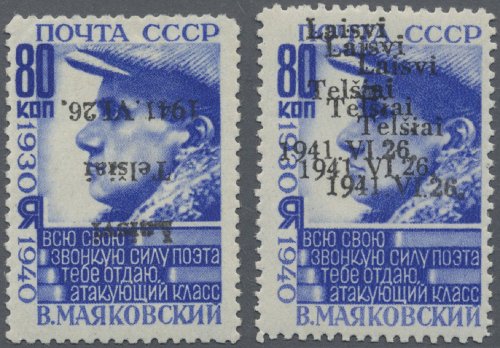 ПОЧТА СССР
80
КОП
1930
1941. VI.26.
Telšiai
Laisvi
Я
1940
ВСЮ СВОЮ
ЗВОНКУЮ СИЛУ ПОЭТА
ТЕБЕ ОТДАЮ,
АТАКУЮЩИЙ КЛАСС
В.МАЯКОВСКИЙ
ПОЧТА СССР
80
КОП
1930
Laisvi
Laisvi
Laisvi
Telšiai
Telšiai
Telšiai
1941. VI.26.
1941. VI.26.
1941. VI.26.
Я
1940
ВСЮ СВОЮ
ЗВОНКУЮ СИЛУ ПОЭТА
ТЕБЕ ОТДАЮ,
АТАКУЮЩИЙ КЛАСС
В.МАЯКОВСКИЙ